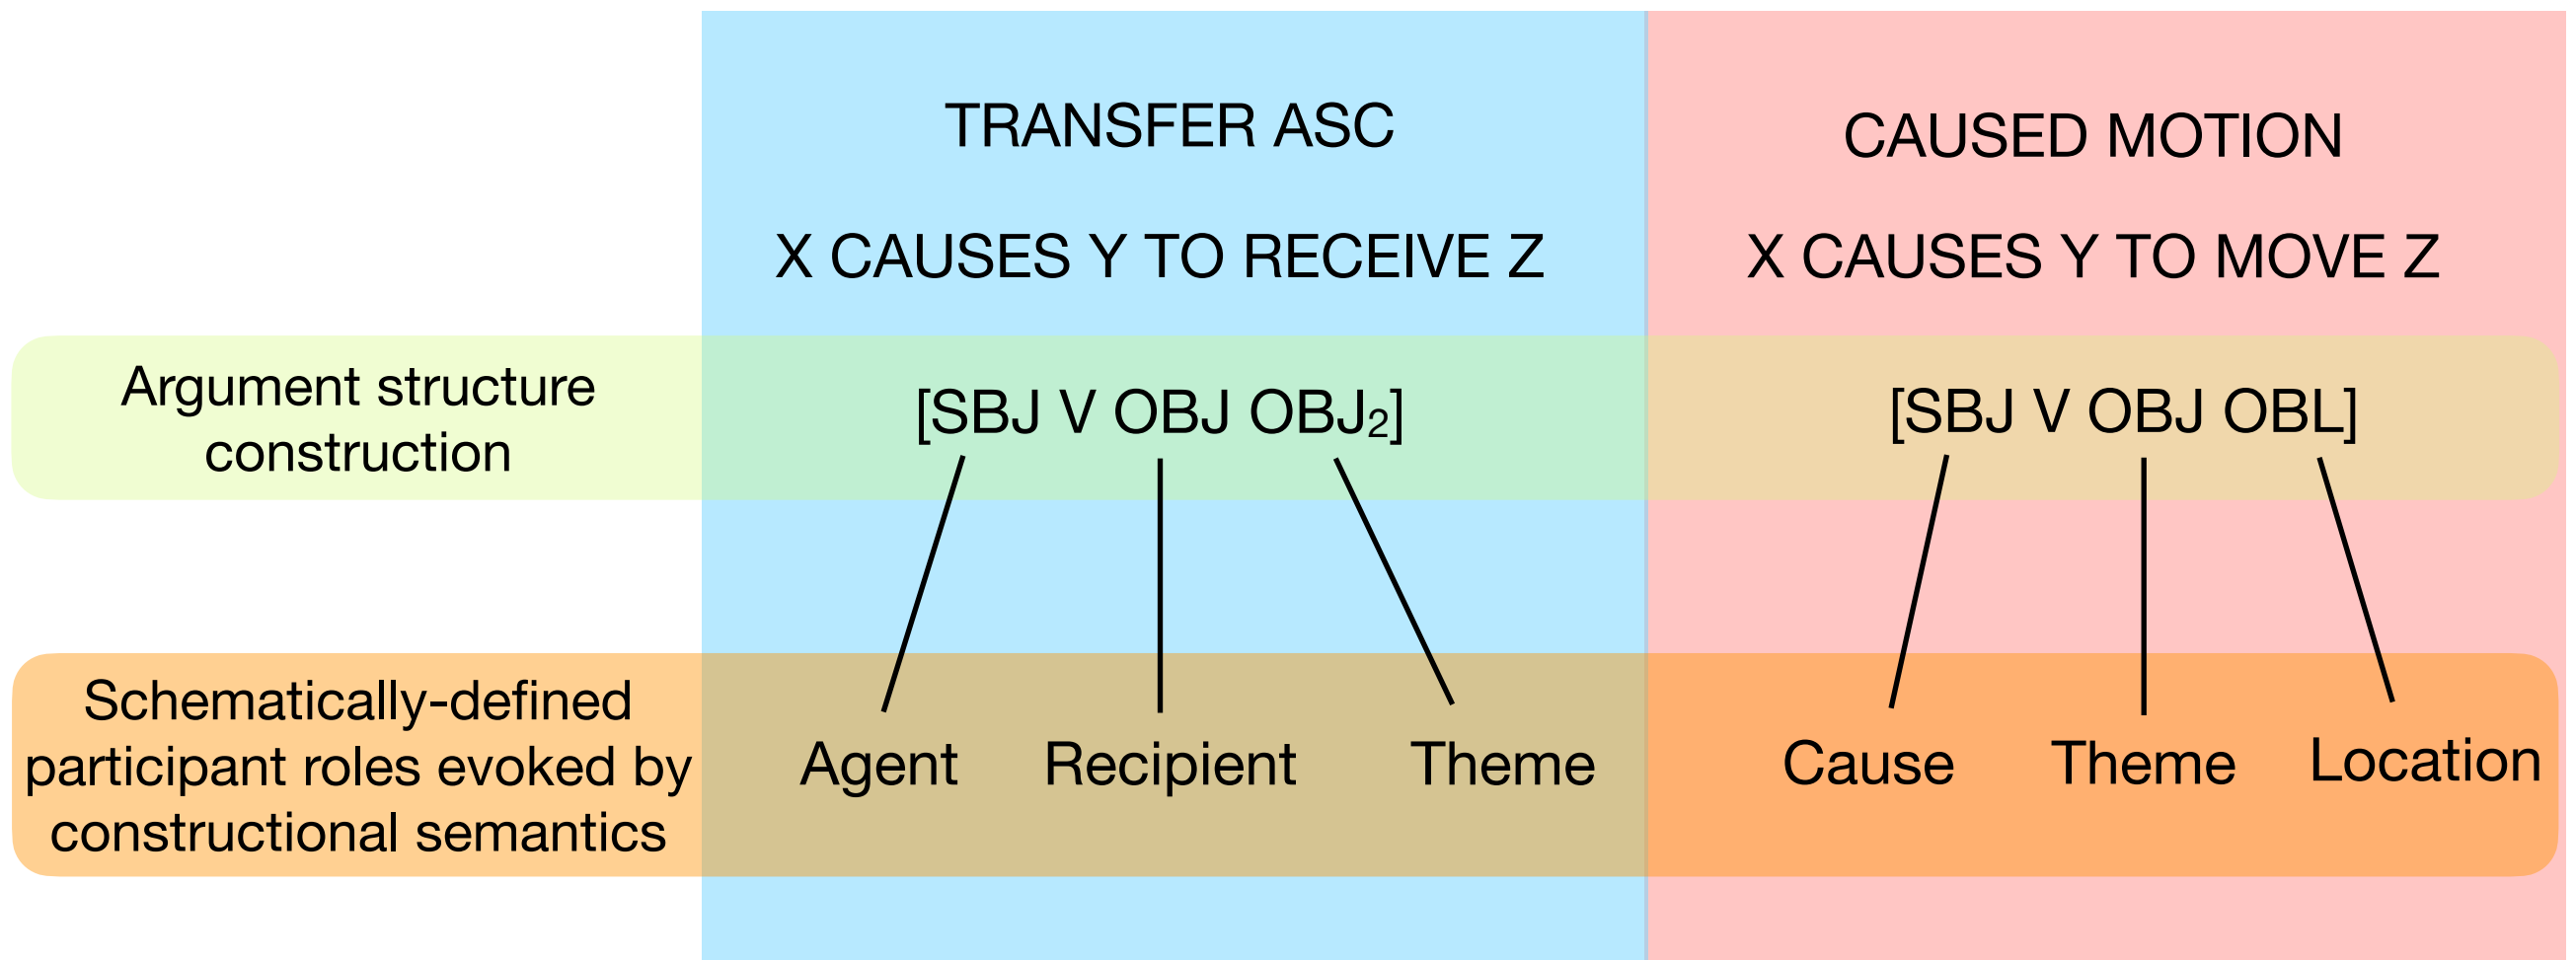 TRANSFER ASC
CAUSED MOTION
X CAUSES Y TO RECEIVE Z
X CAUSES Y TO MOVE Z
Argument structure
construction
[SBJ V OBJ OBJ₂]
[SBJ V OBJ OBL]
Schematically-defined
participant roles evoked by
constructional semantics
Agent
Recipient
Theme
Cause
Theme
Location